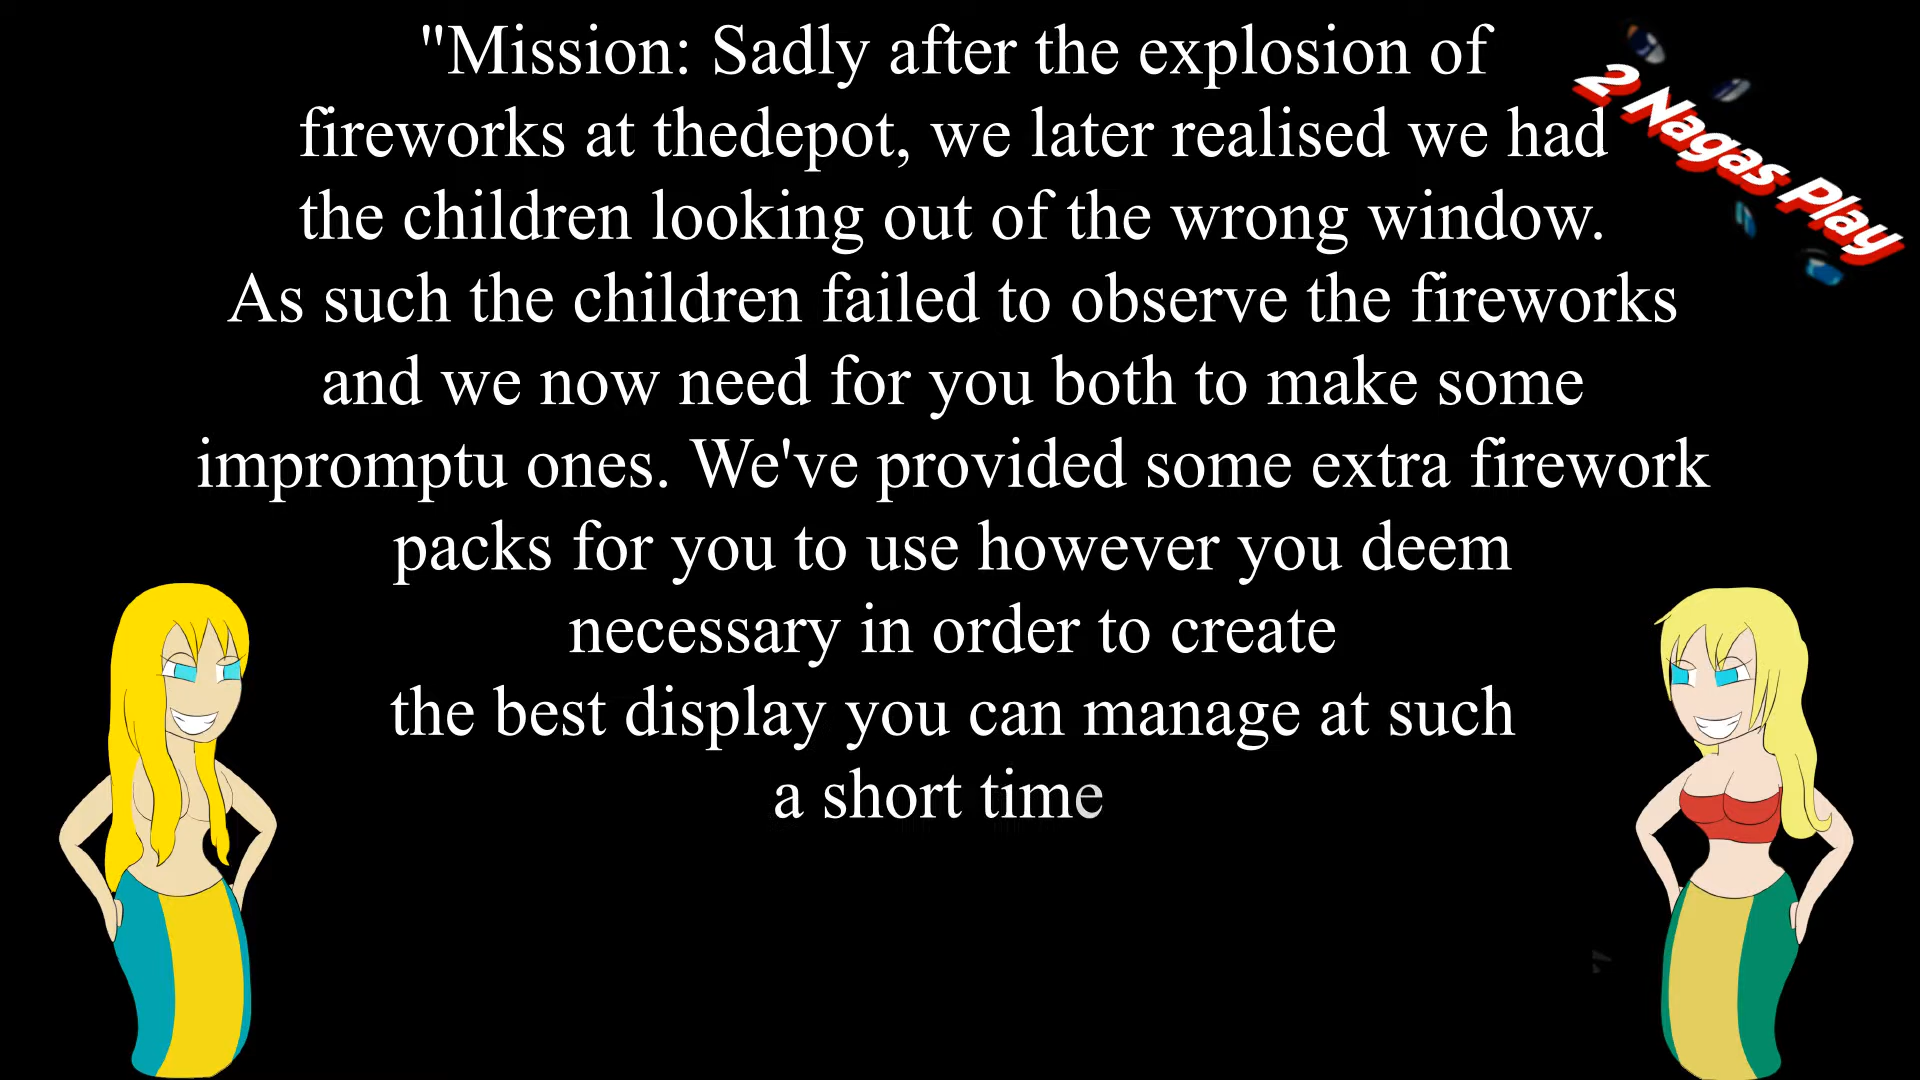 "Mission: Sadly after the explosion of
fireworks at thedepot, we later realised we had
the children looking out of the wrong window.
As such the children failed to observe the fireworks
and we now need for you both to make some
impromptu ones. We've provided some extra firework
packs for you to use however you deem
necessary in order to create
the best display you can manage at such
a short time
2 Nagas Play